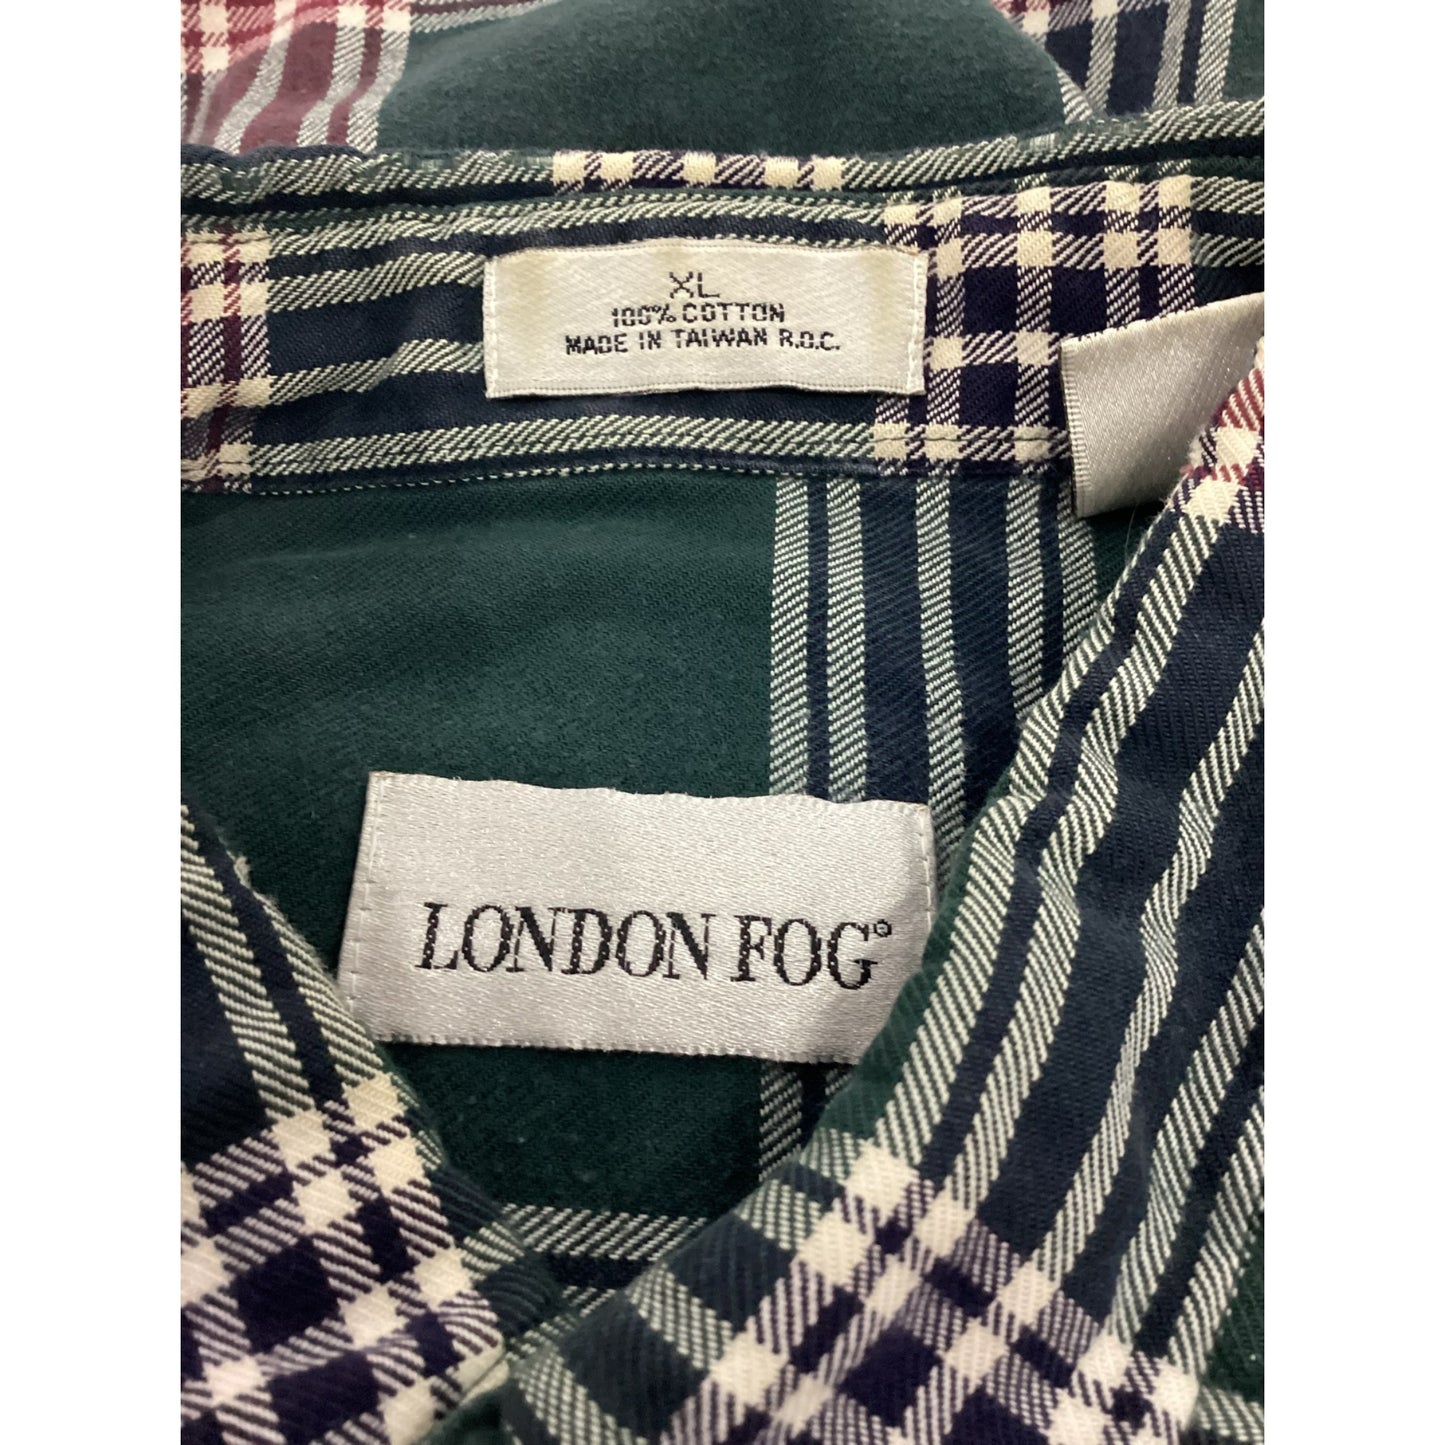 XL
100% COTTON
MADE IN TAIWAN R.O.C.
LONDON FOG®